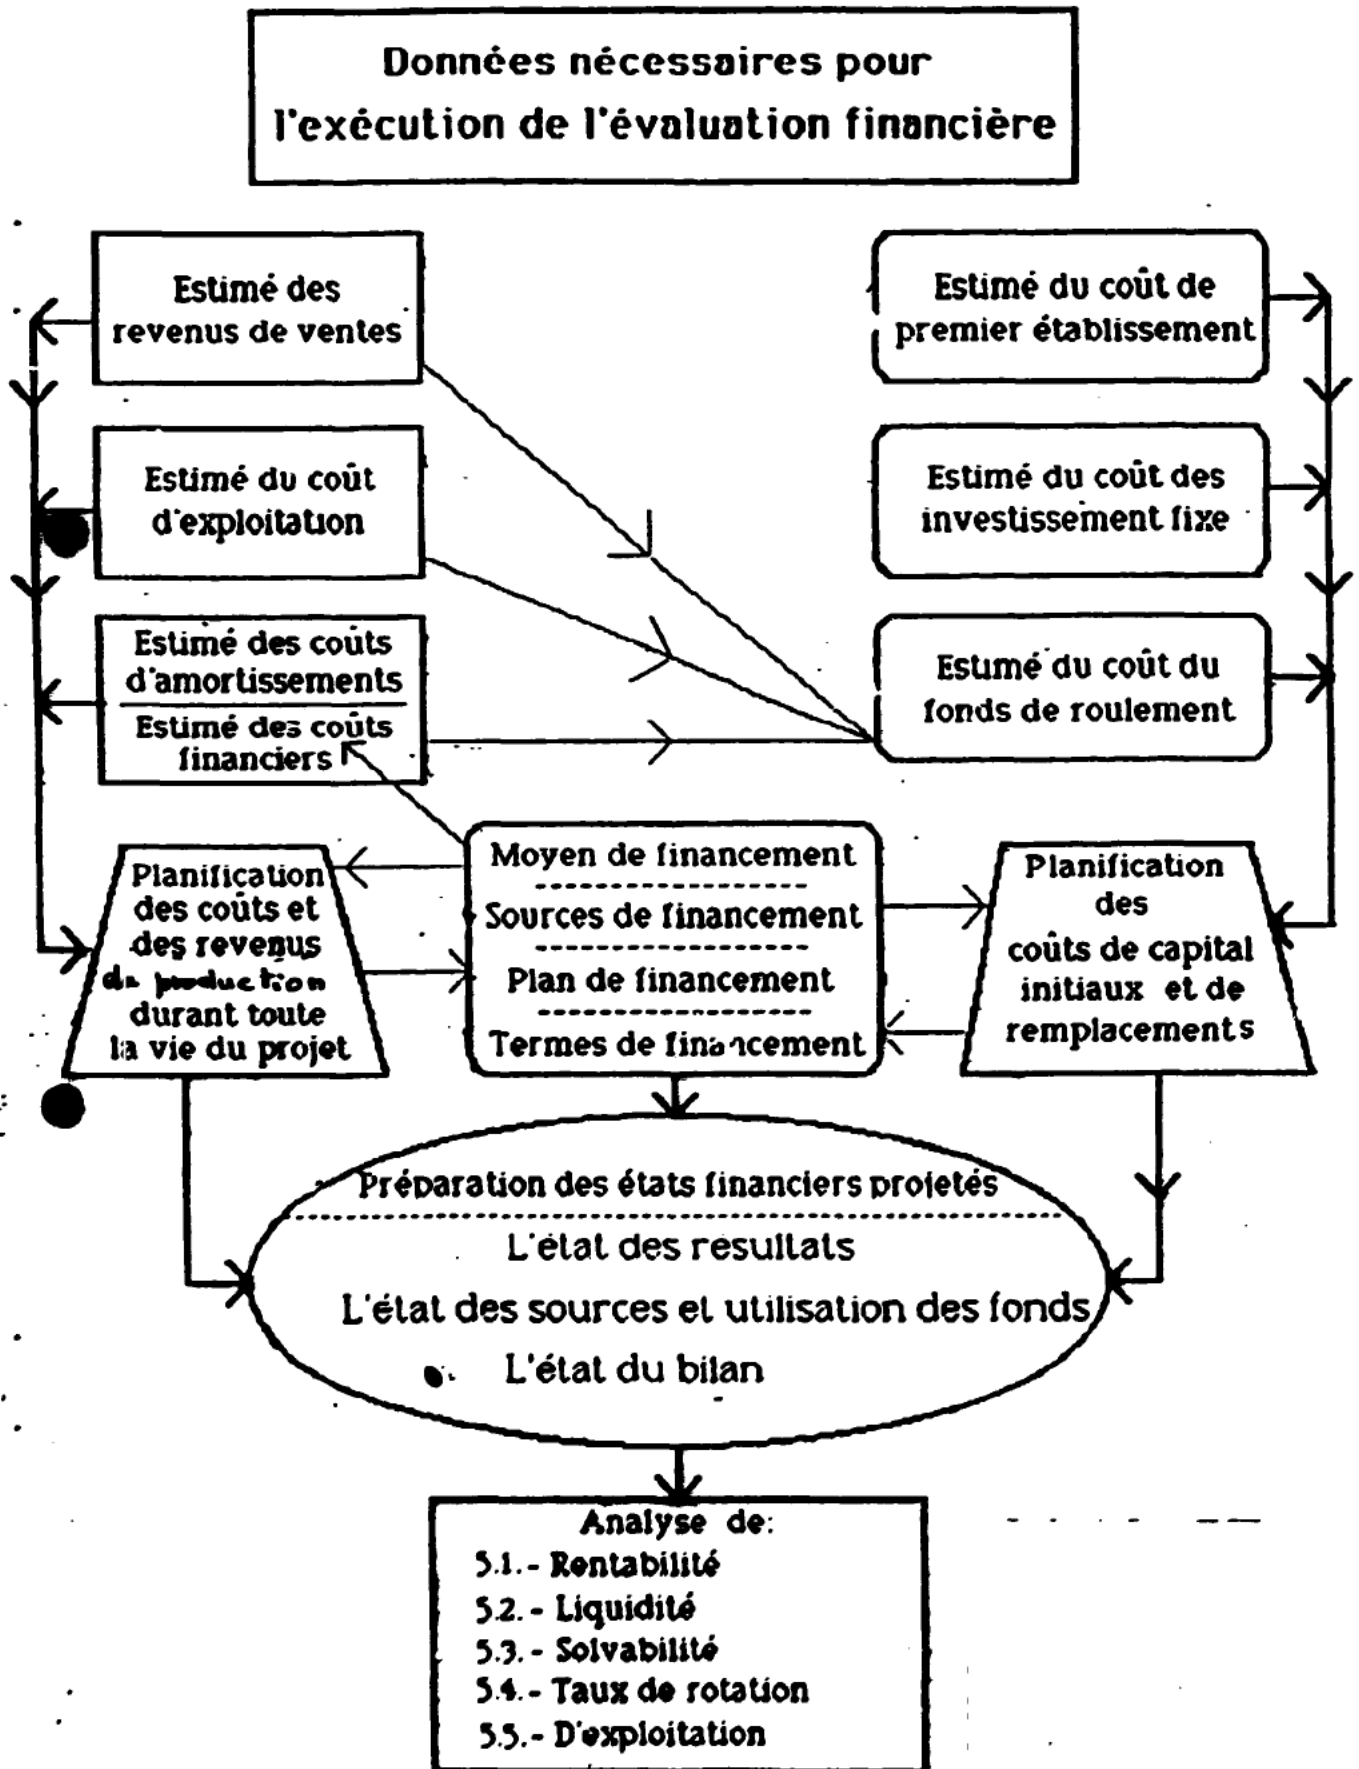 Données nécessaires pour
l'exécution de l'évaluation financière
Estimé des
revenus de ventes
Estimé du coût de
premier établissement
Estimé du coût
d'exploitation
Estimé du coût des
investissement fixe
Estimé des coûts
d'amortissements
Estimé des coûts
financiers
Estimé du coût du
fonds de roulement
Planification
des coûts et
des revenus
de production
durant toute
la vie du projet
Moyen de financement
Sources de financement
Plan de financement
Termes de financement
Planification
des
coûts de capital
initiaux et de
remplacements
Préparation des états financiers projetés
L'état des resultats
L'état des sources et utilisation des fonds
L'état du bilan
Analyse de:
5.1.- Rentabilité
5.2.- Liquidité
5.3.- Solvabilité
5.4.- Taux de rotation
5.5.- D'exploitation